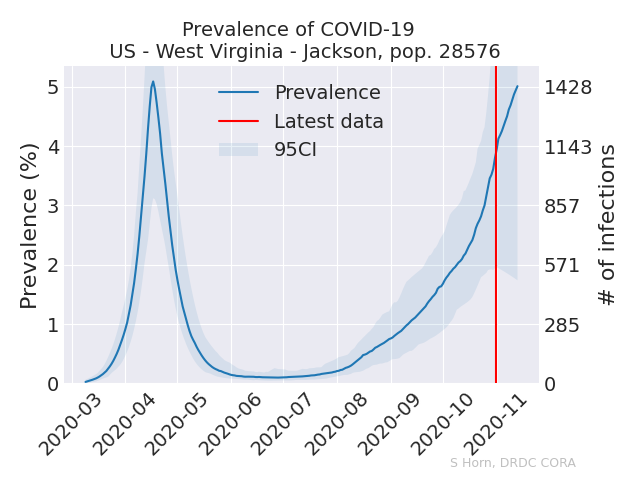 Prevalence of COVID-19
US - West Virginia - Jackson, pop. 28576
Prevalence
Latest data
95CI
Prevalence (%)
5
4
3
2
1
0
1428
1143
857
571
285
0
# of infections
2020-03
2020-04
2020-05
2020-06
2020-07
2020-08
2020-09
2020-10
2020-11
S Horn, DRDC CORA